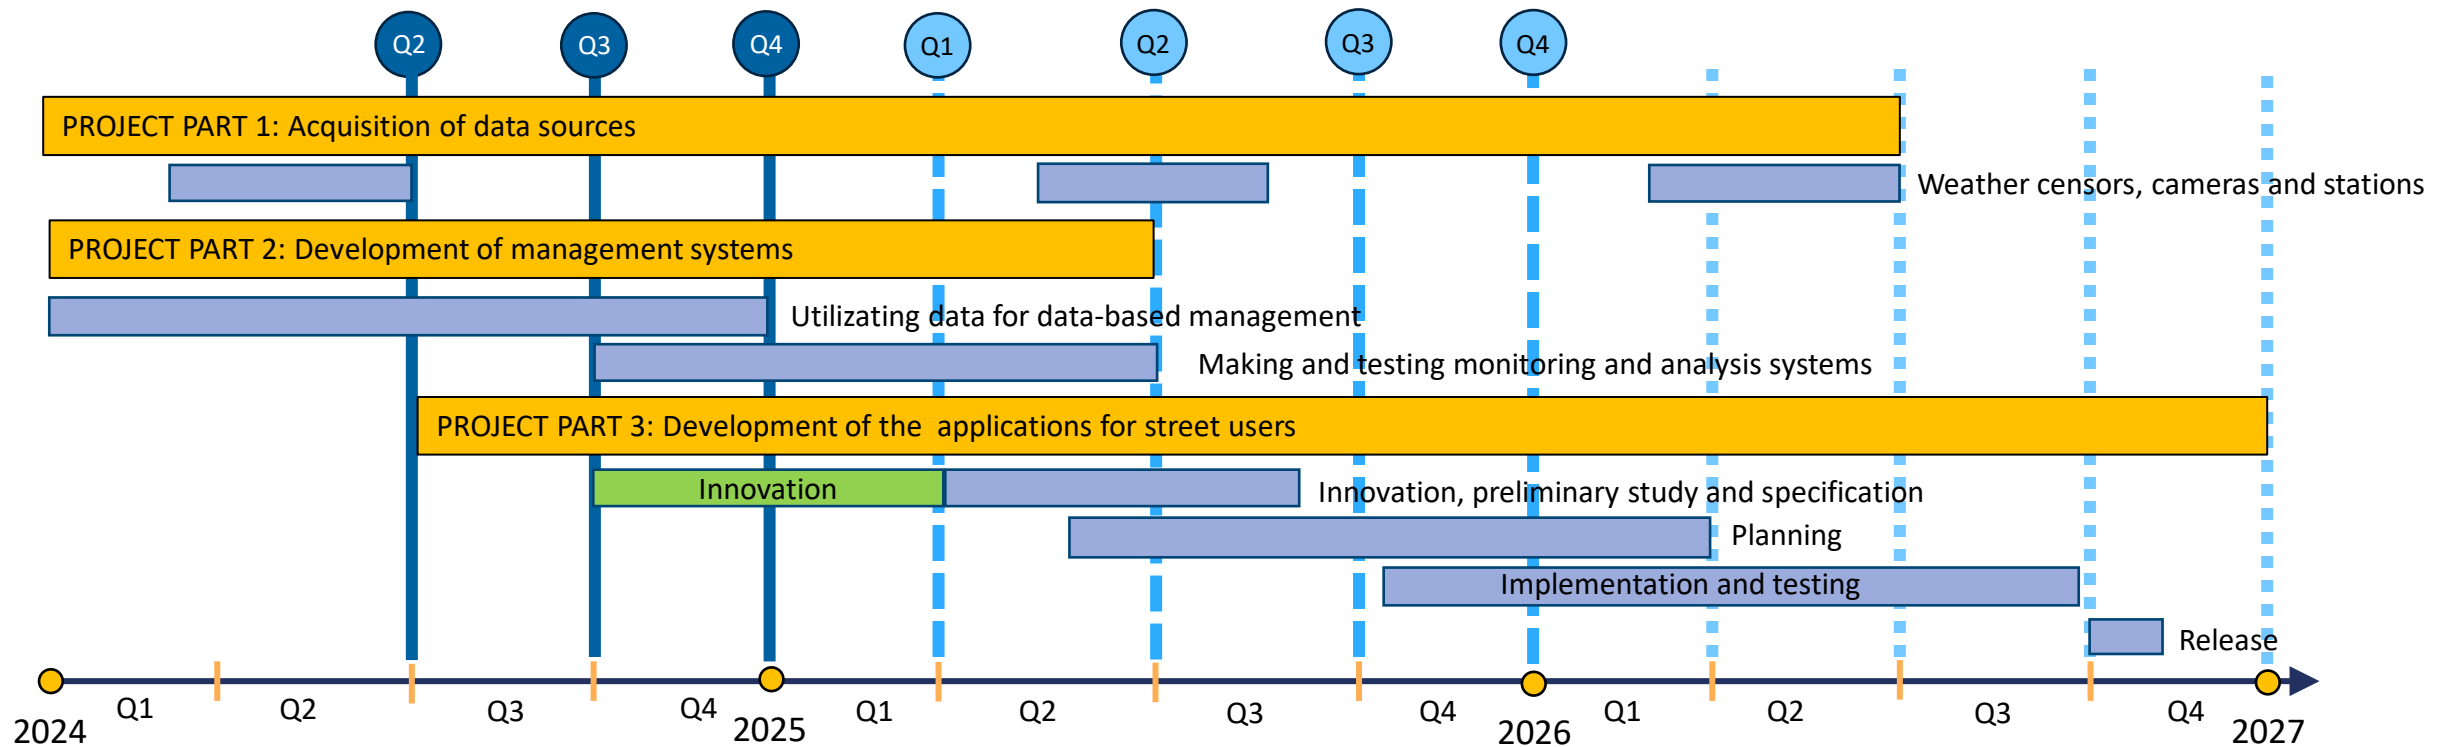 Q2 Q3 Q4 Q1 Q2 Q3 Q4
PROJECT PART 1: Acquisition of data sources
Weather censors, cameras and stations
PROJECT PART 2: Development of management systems
Utilizating data for data-based management
Making and testing monitoring and analysis systems
PROJECT PART 3: Development of the applications for street users
Innovation
Innovation, preliminary study and specification
Planning
Implementation and testing
Release
Q1 Q2 Q3 Q4 Q1 Q2 Q3 Q4 Q1 Q2 Q3 Q4
2024 2025 2026 2027